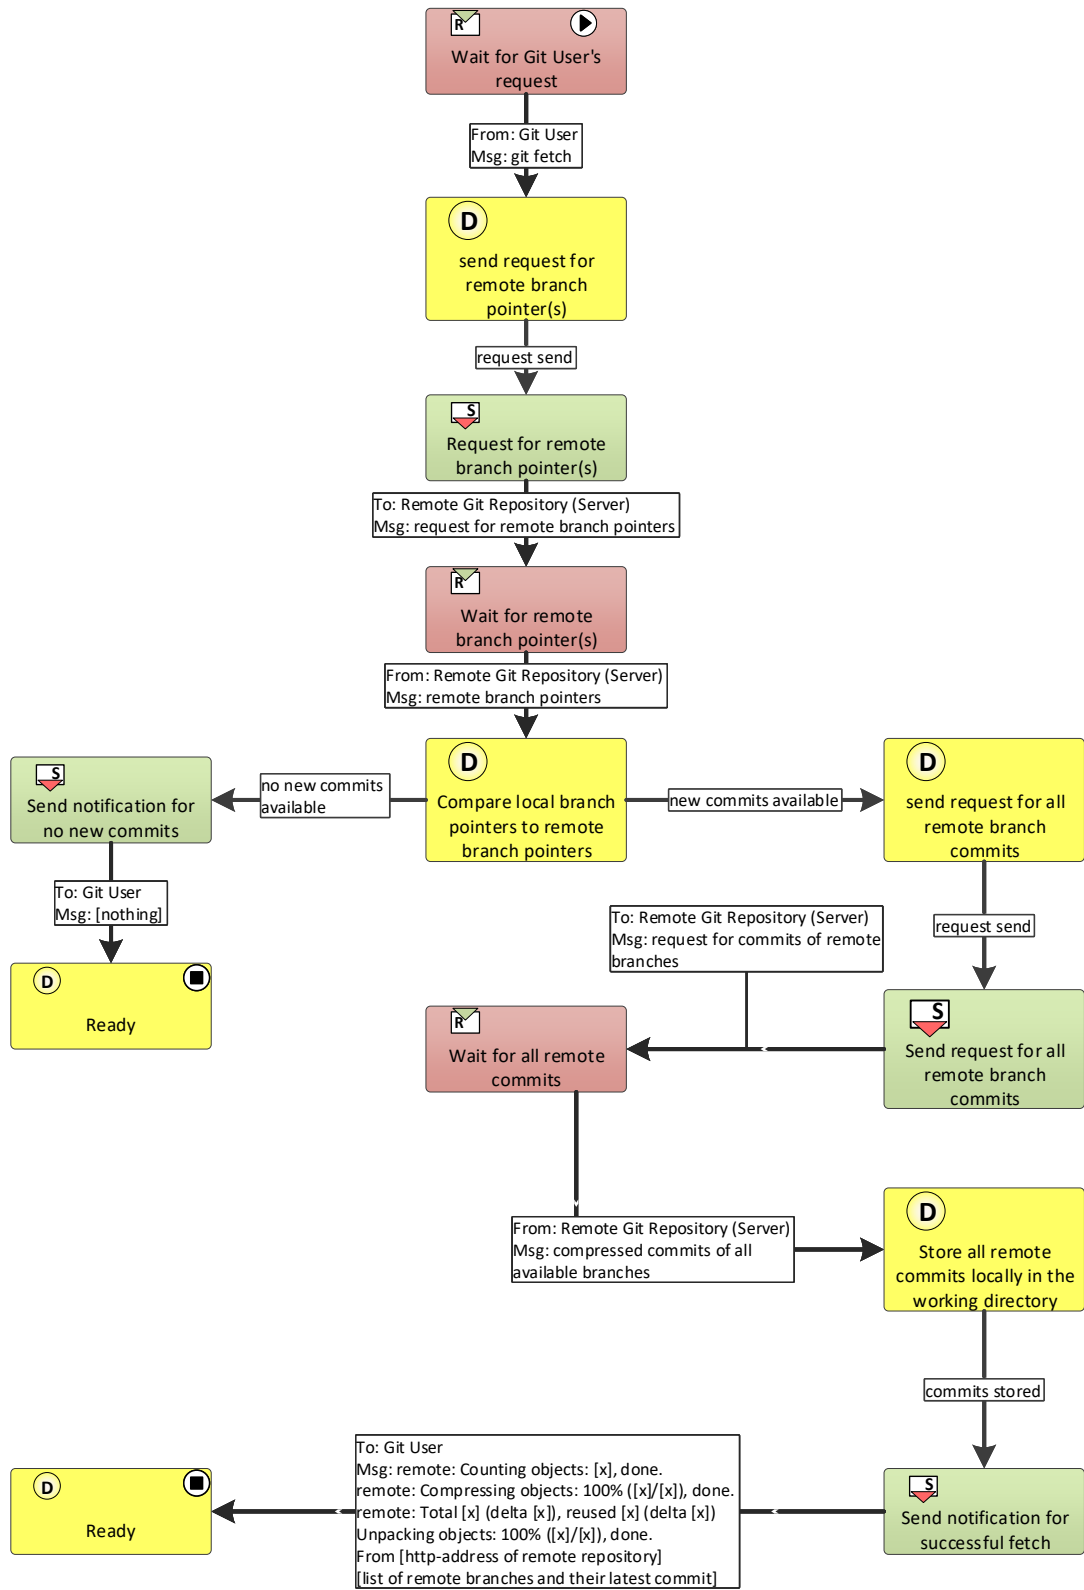 R
Wait for Git User's
request
From: Git User
Msg: git fetch
D
send request for
remote branch
pointer(s)
request send
S
Request for remote
branch pointer(s)
To: Remote Git Repository (Server)
Msg: request for remote branch pointers
R
Wait for remote
branch pointer(s)
From: Remote Git Repository (Server)
Msg: remote branch pointers
D
Compare local branch
pointers to remote
branch pointers
no new commits
available
S
Send notification for
no new commits
To: Git User
Msg: [nothing]
D
Ready
new commits available
D
send request for all
remote branch
commits
request send
S
Send request for all
remote branch
commits
To: Remote Git Repository (Server)
Msg: request for commits of remote
branches
R
Wait for all remote
commits
From: Remote Git Repository (Server)
Msg: compressed commits of all
available branches
D
Store all remote
commits locally in the
working directory
commits stored
S
Send notification for
successful fetch
To: Git User
Msg: remote: Counting objects: [x], done.
remote: Compressing objects: 100% ([x]/[x]), done.
remote: Total [x] (delta [x]), reused [x] (delta [x])
Unpacking objects: 100% ([x]/[x]), done.
From [http-address of remote repository]
[list of remote branches and their latest commit]
D
Ready